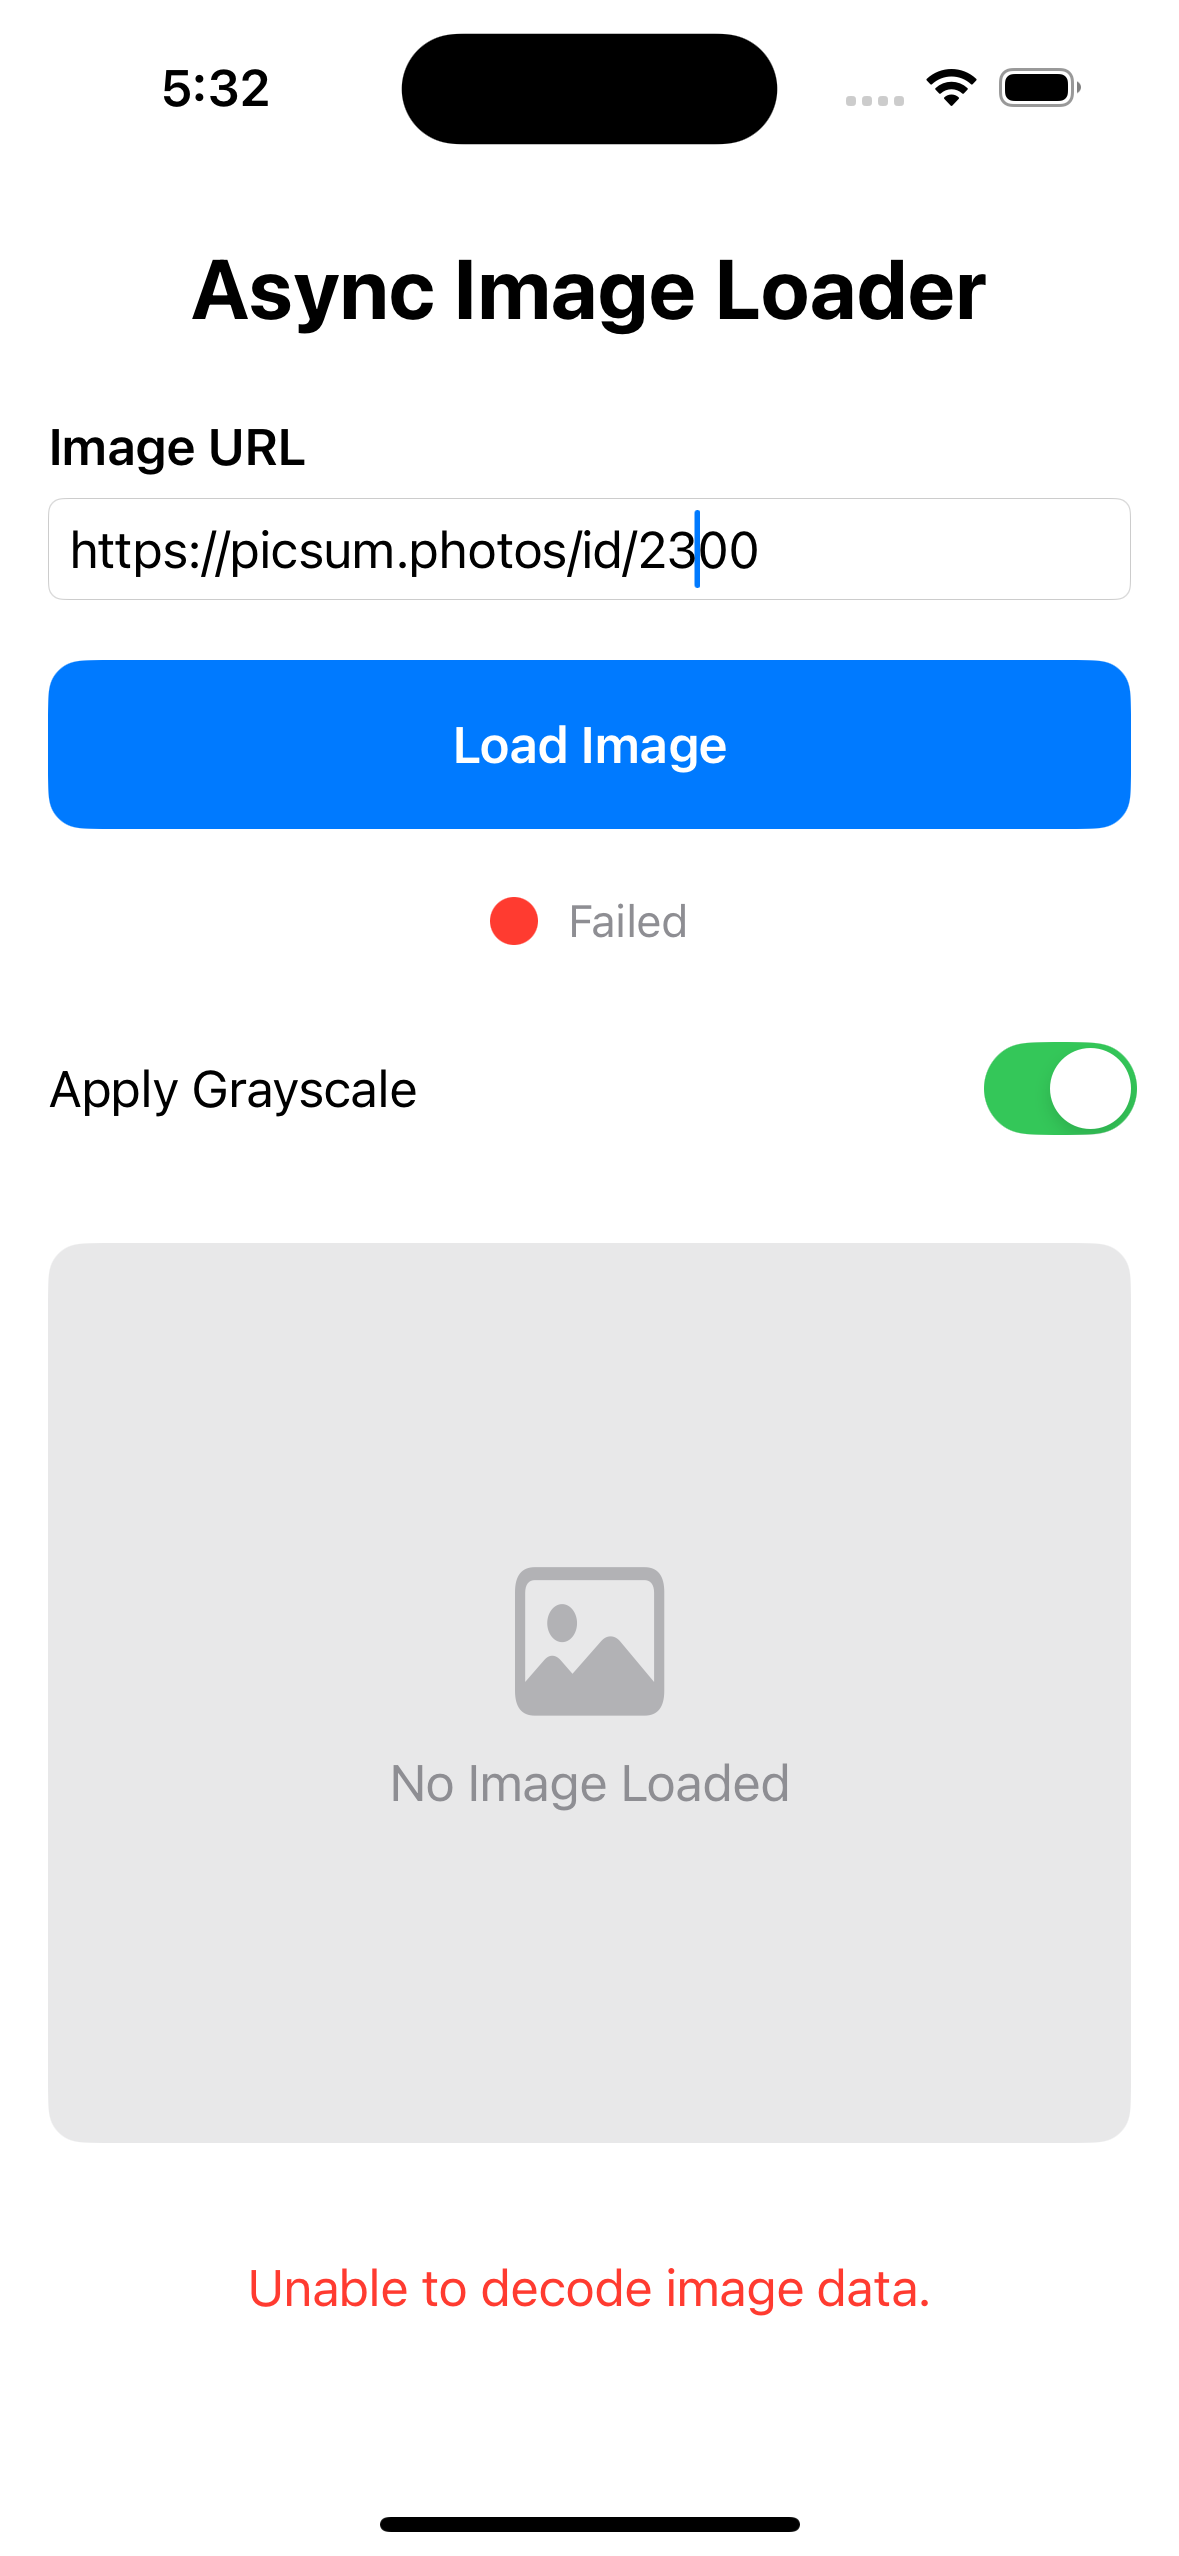 5:32
Async Image Loader
Image URL
https://picsum.photos/id/2300
Load Image
Failed
Apply Grayscale
No Image Loaded
Unable to decode image data.